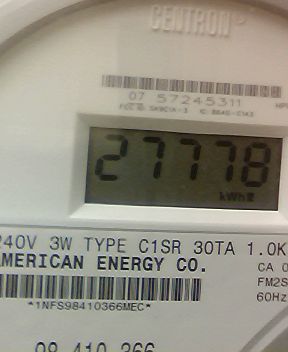 CENTRON
07 57245311
27778
kWh
240V 3W TYPE C1SR 30TA 1.0K
AMERICAN ENERGY CO.
CA 0
FM2S
60Hz
*1NFS98410366MEC*
98 410 366